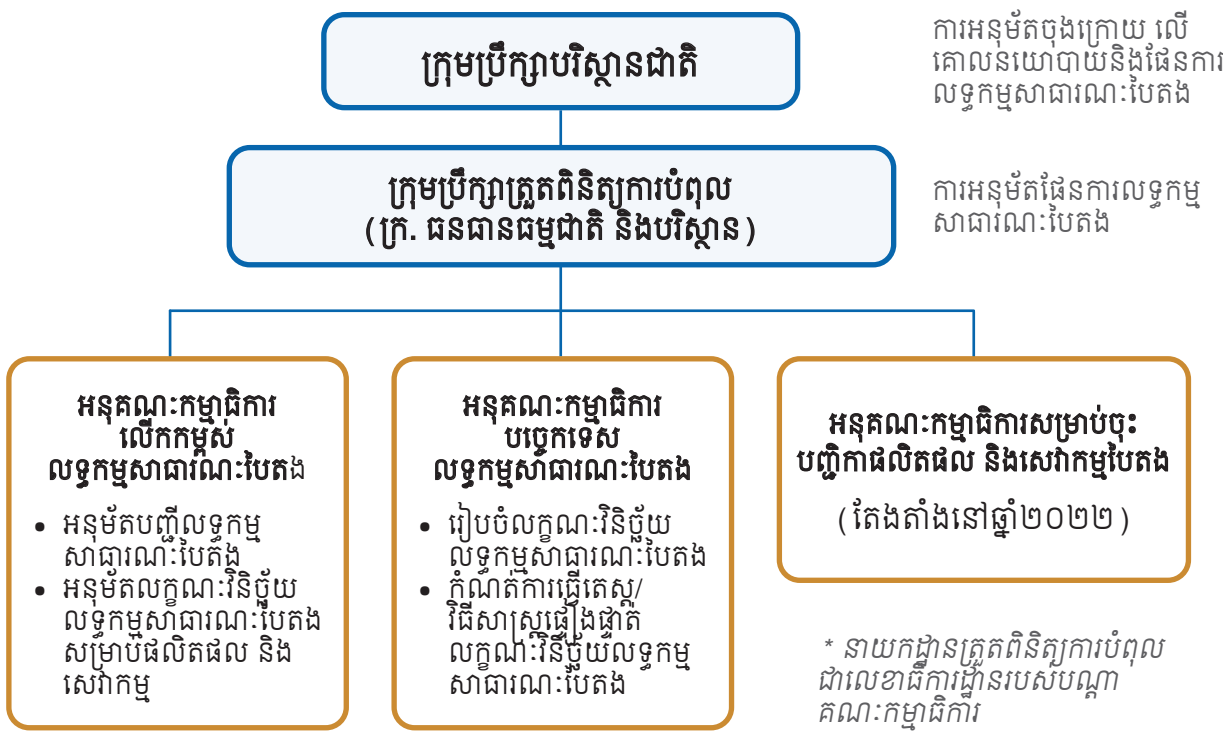 ក្រុមប្រឹក្សាបរិស្ថានជាតិ
ការអនុម័តចុងក្រោយ លើ
គោលនយោបាយនិងផែនការ
លទ្ធកម្មសាធារណៈបៃតង
ក្រុមប្រឹក្សាត្រួតពិនិត្យការបំពុល
(ក្រ. ធនធានធម្មជាតិ និងបរិស្ថាន)
ការអនុម័តផែនការលទ្ធកម្ម
សាធារណៈបៃតង
អនុគណៈកម្មាធិការ
លើកកម្ពស់
លទ្ធកម្មសាធារណៈបៃតង
• អនុម័តបញ្ជីលទ្ធកម្ម
សាធារណៈបៃតង
• អនុម័តលក្ខណៈវិនិច្ឆ័យ
លទ្ធកម្មសាធារណៈបៃតង
សម្រាប់ផលិតផល និង
សេវាកម្ម
អនុគណៈកម្មាធិការ
បច្ចេកទេស
លទ្ធកម្មសាធារណៈបៃតង
• រៀបចំលក្ខណៈវិនិច្ឆ័យ
លទ្ធកម្មសាធារណៈបៃតង
• កំណត់ការធ្វើតេស្ត/
វិធីសាស្ត្រផ្ទៀងផ្ទាត់
លក្ខណៈវិនិច្ឆ័យលទ្ធកម្ម
សាធារណៈបៃតង
អនុគណៈកម្មាធិការសម្រាប់ចុះ
បញ្ជិកាផលិតផល និងសេវាកម្មបៃតង
(តែងតាំងនៅឆ្នាំ២០២២)
* នាយកដ្ឋានត្រួតពិនិត្យការបំពុល
ជាលេខាធិការដ្ឋានរបស់បណ្តា
គណៈកម្មាធិការ